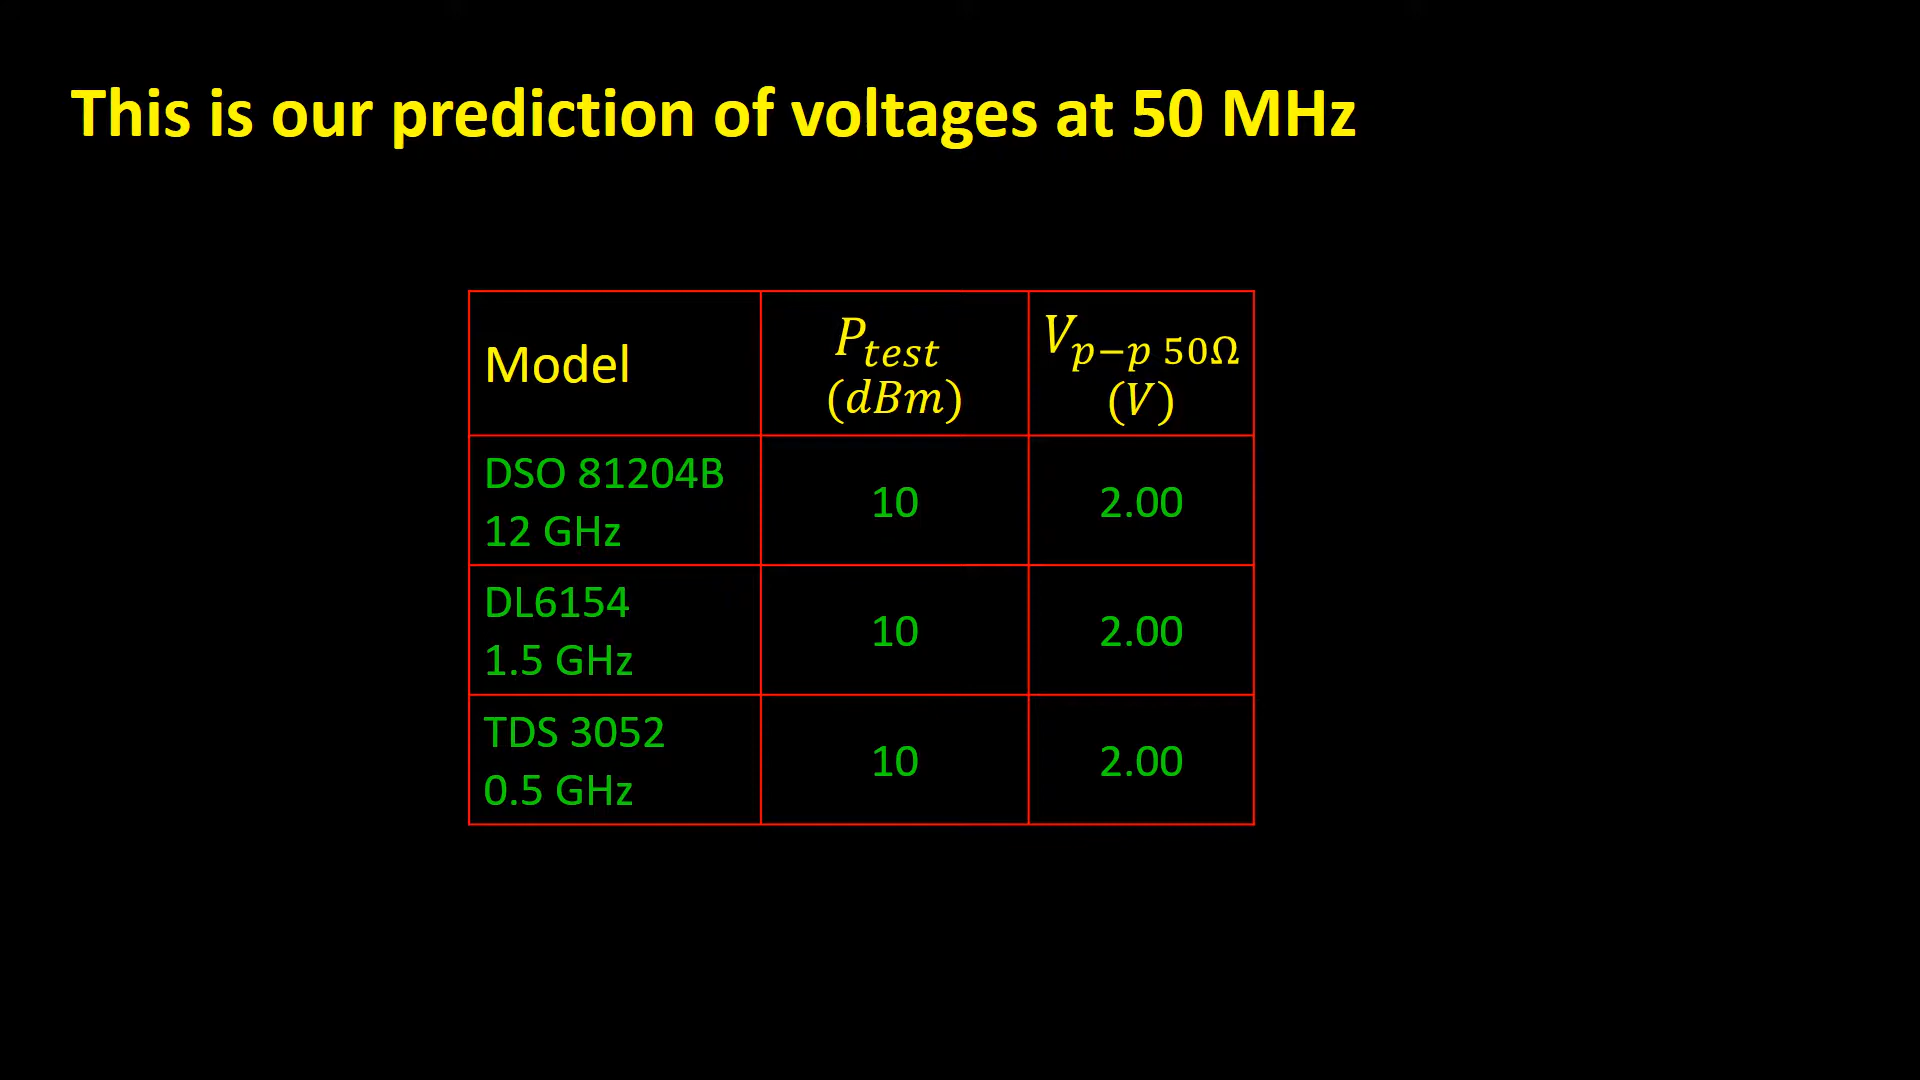 This is our prediction of voltages at 50 MHz
Model
P_test
(dBm)
V_p−p 50Ω
(V)
DSO 81204B
12 GHz
10
2.00
DL6154
1.5 GHz
10
2.00
TDS 3052
0.5 GHz
10
2.00